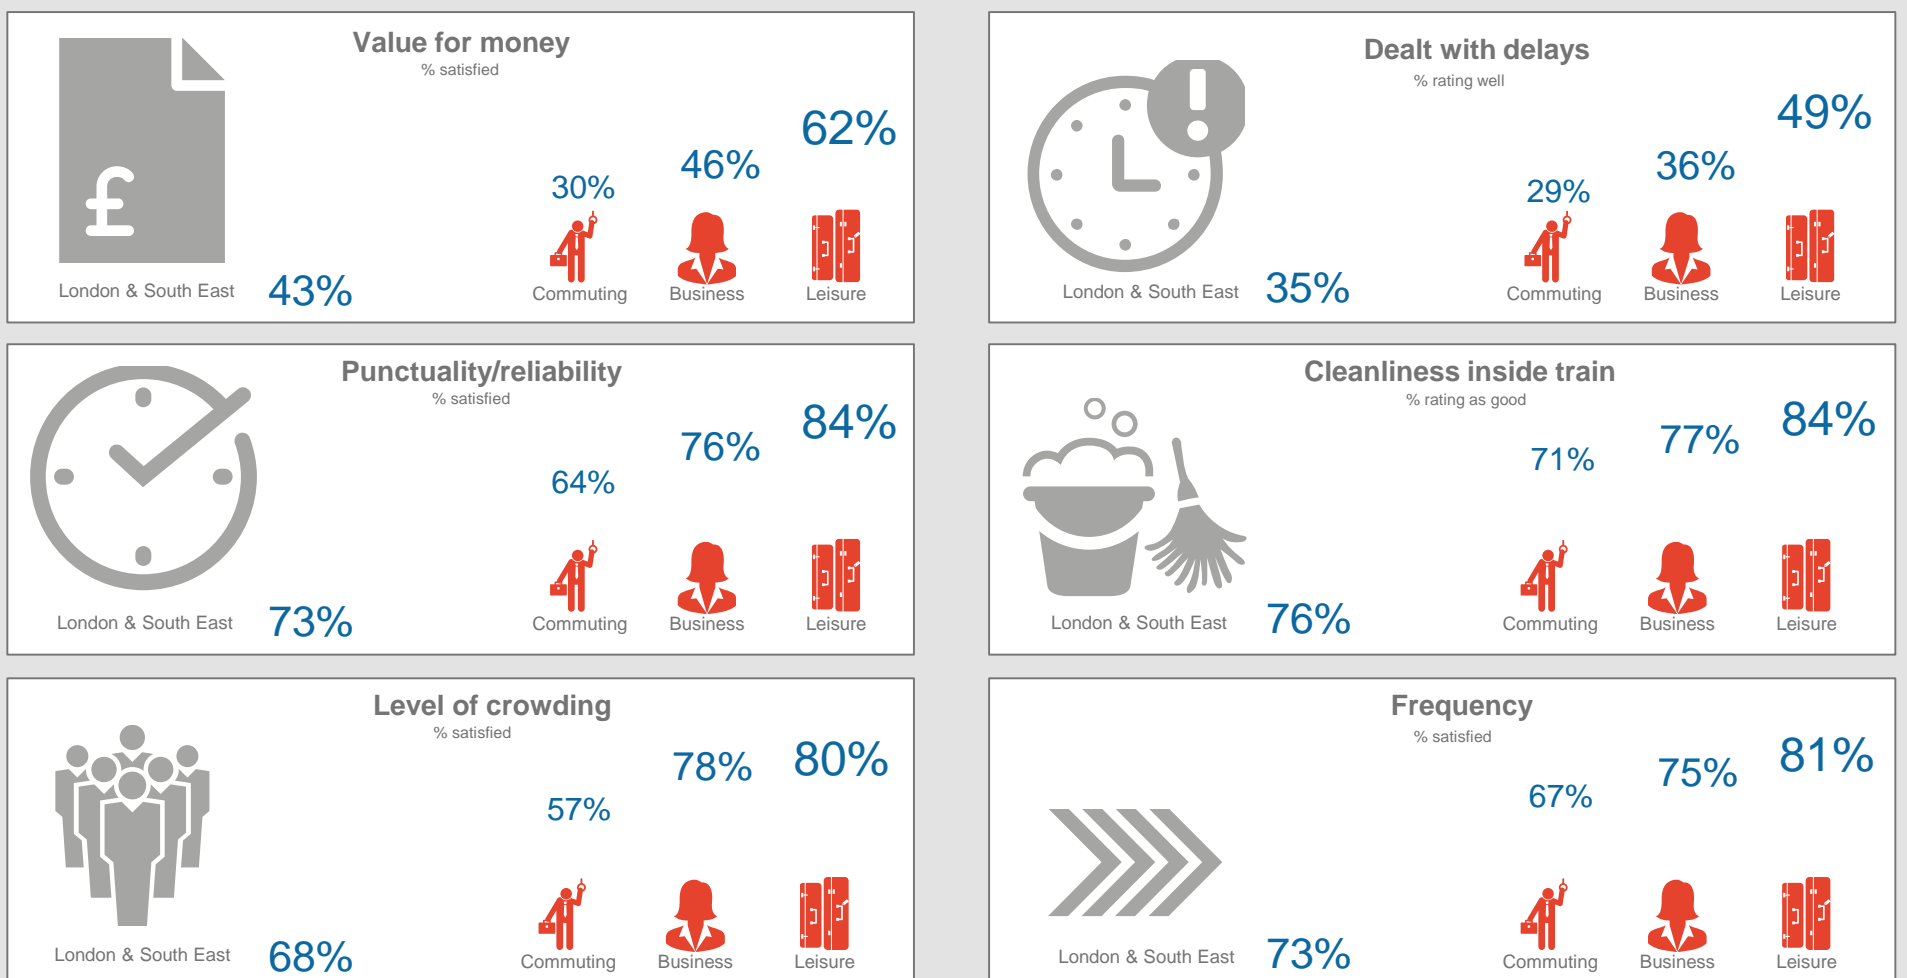 Value for money
% satisfied
£
62%
46%
30%
London & South East
43%
Commuting
Business
Leisure
Dealt with delays
% rating well
49%
36%
29%
London & South East
35%
Commuting
Business
Leisure
Punctuality/reliability
% satisfied
84%
76%
64%
London & South East
73%
Commuting
Business
Leisure
Cleanliness inside train
% rating as good
84%
77%
71%
London & South East
76%
Commuting
Business
Leisure
Level of crowding
% satisfied
80%
78%
57%
London & South East
68%
Commuting
Business
Leisure
Frequency
% satisfied
81%
75%
67%
London & South East
73%
Commuting
Business
Leisure